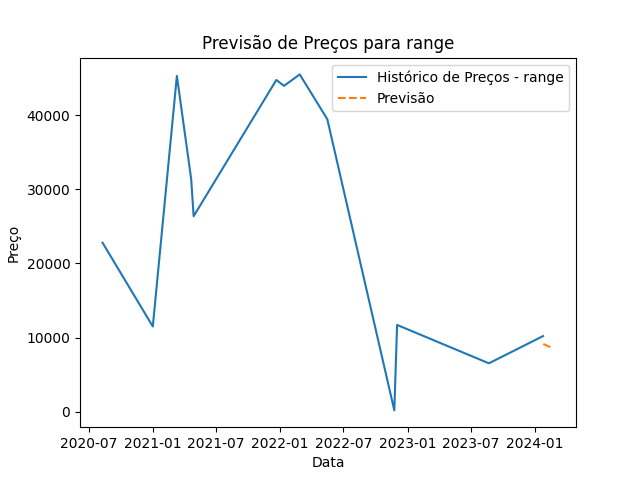 Previsão de Preços para range
Histórico de Preços - range
Previsão
40000
30000
20000
10000
0
Preço
2020-07 2021-01 2021-07 2022-01 2022-07 2023-01 2023-07 2024-01
Data